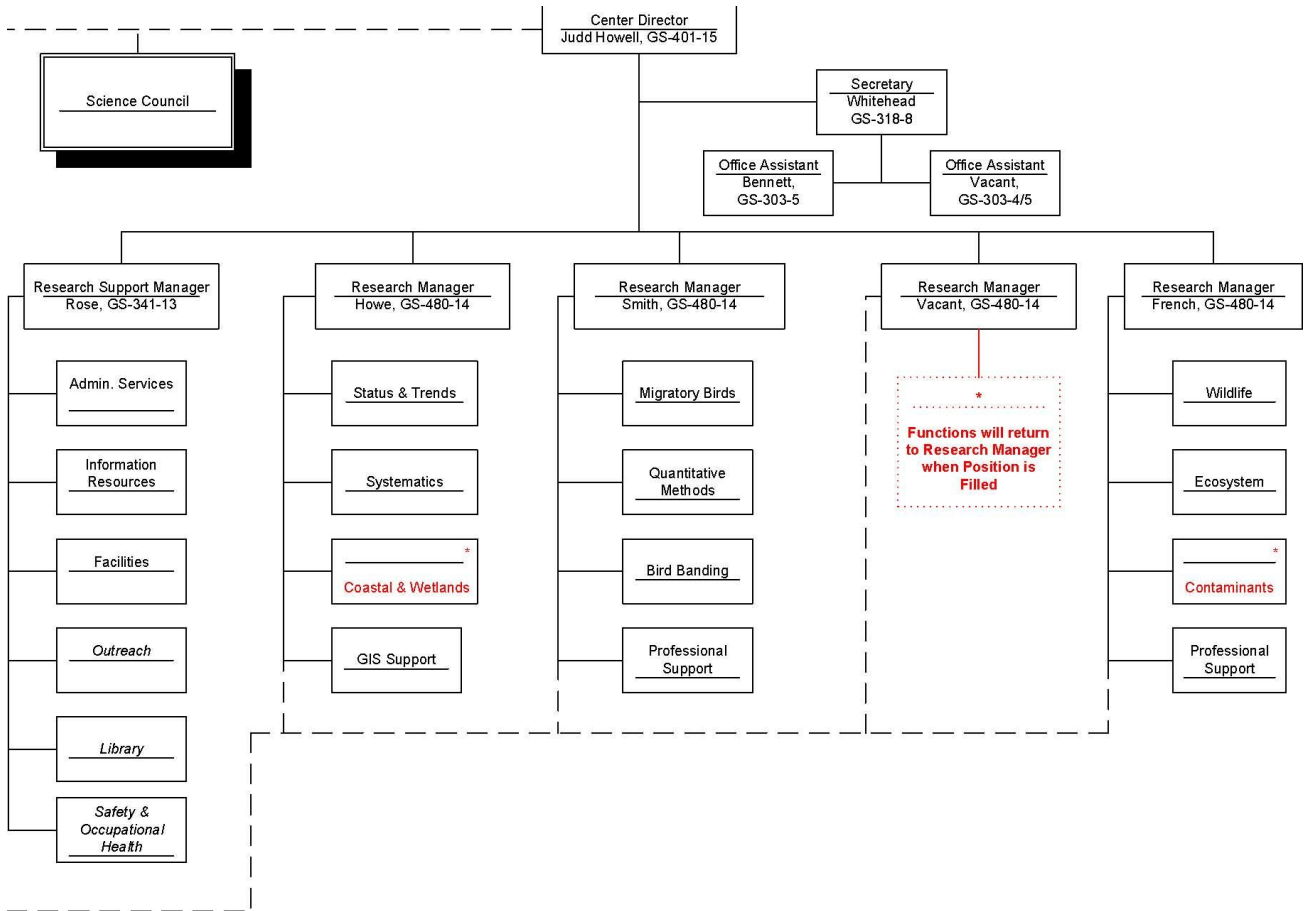 Center Director
Judd Howell, GS-401-15
Science Council
Secretary
Whitehead
GS-318-8
Office Assistant
Bennett,
GS-303-5
Office Assistant
Vacant,
GS-303-4/5
Research Support Manager
Rose, GS-341-13
Research Manager
Howe, GS-480-14
Research Manager
Smith, GS-480-14
Research Manager
Vacant, GS-480-14
Research Manager
French, GS-480-14
Admin. Services
Information
Resources
Facilities
Outreach
Library
Safety &
Occupational
Health
Status & Trends
Systematics
*
Coastal & Wetlands
GIS Support
Migratory Birds
Quantitative
Methods
Bird Banding
Professional
Support
*
Functions will return
to Research Manager
when Position is
Filled
Wildlife
Ecosystem
*
Contaminants
Professional
Support